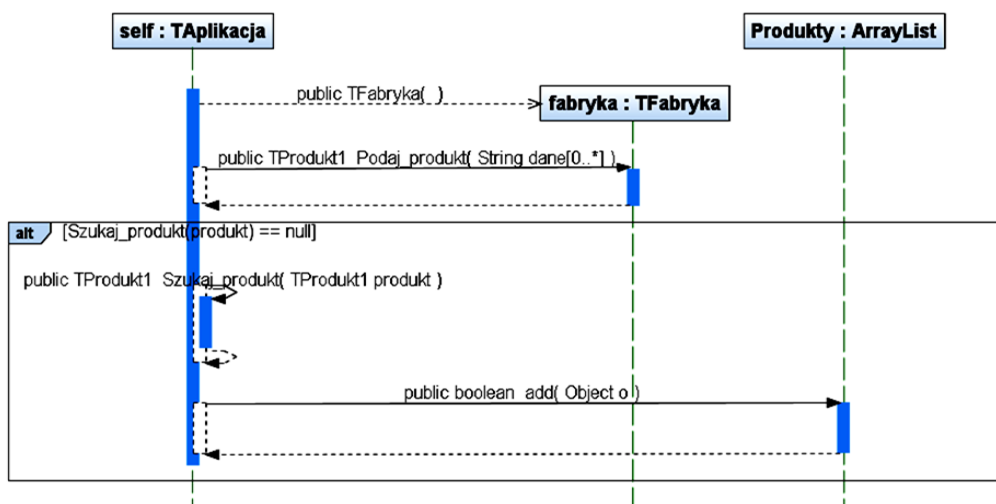 self : TAplikacja
Produkty : ArrayList
public TFabryka( )
fabryka : TFabryka
public TProdukt1 Podaj_produkt( String dane[0..*] )
alt
[Szukaj_produkt(produkt) == null]
public TProdukt1 Szukaj_produkt( TProdukt1 produkt )
public boolean add( Object o )